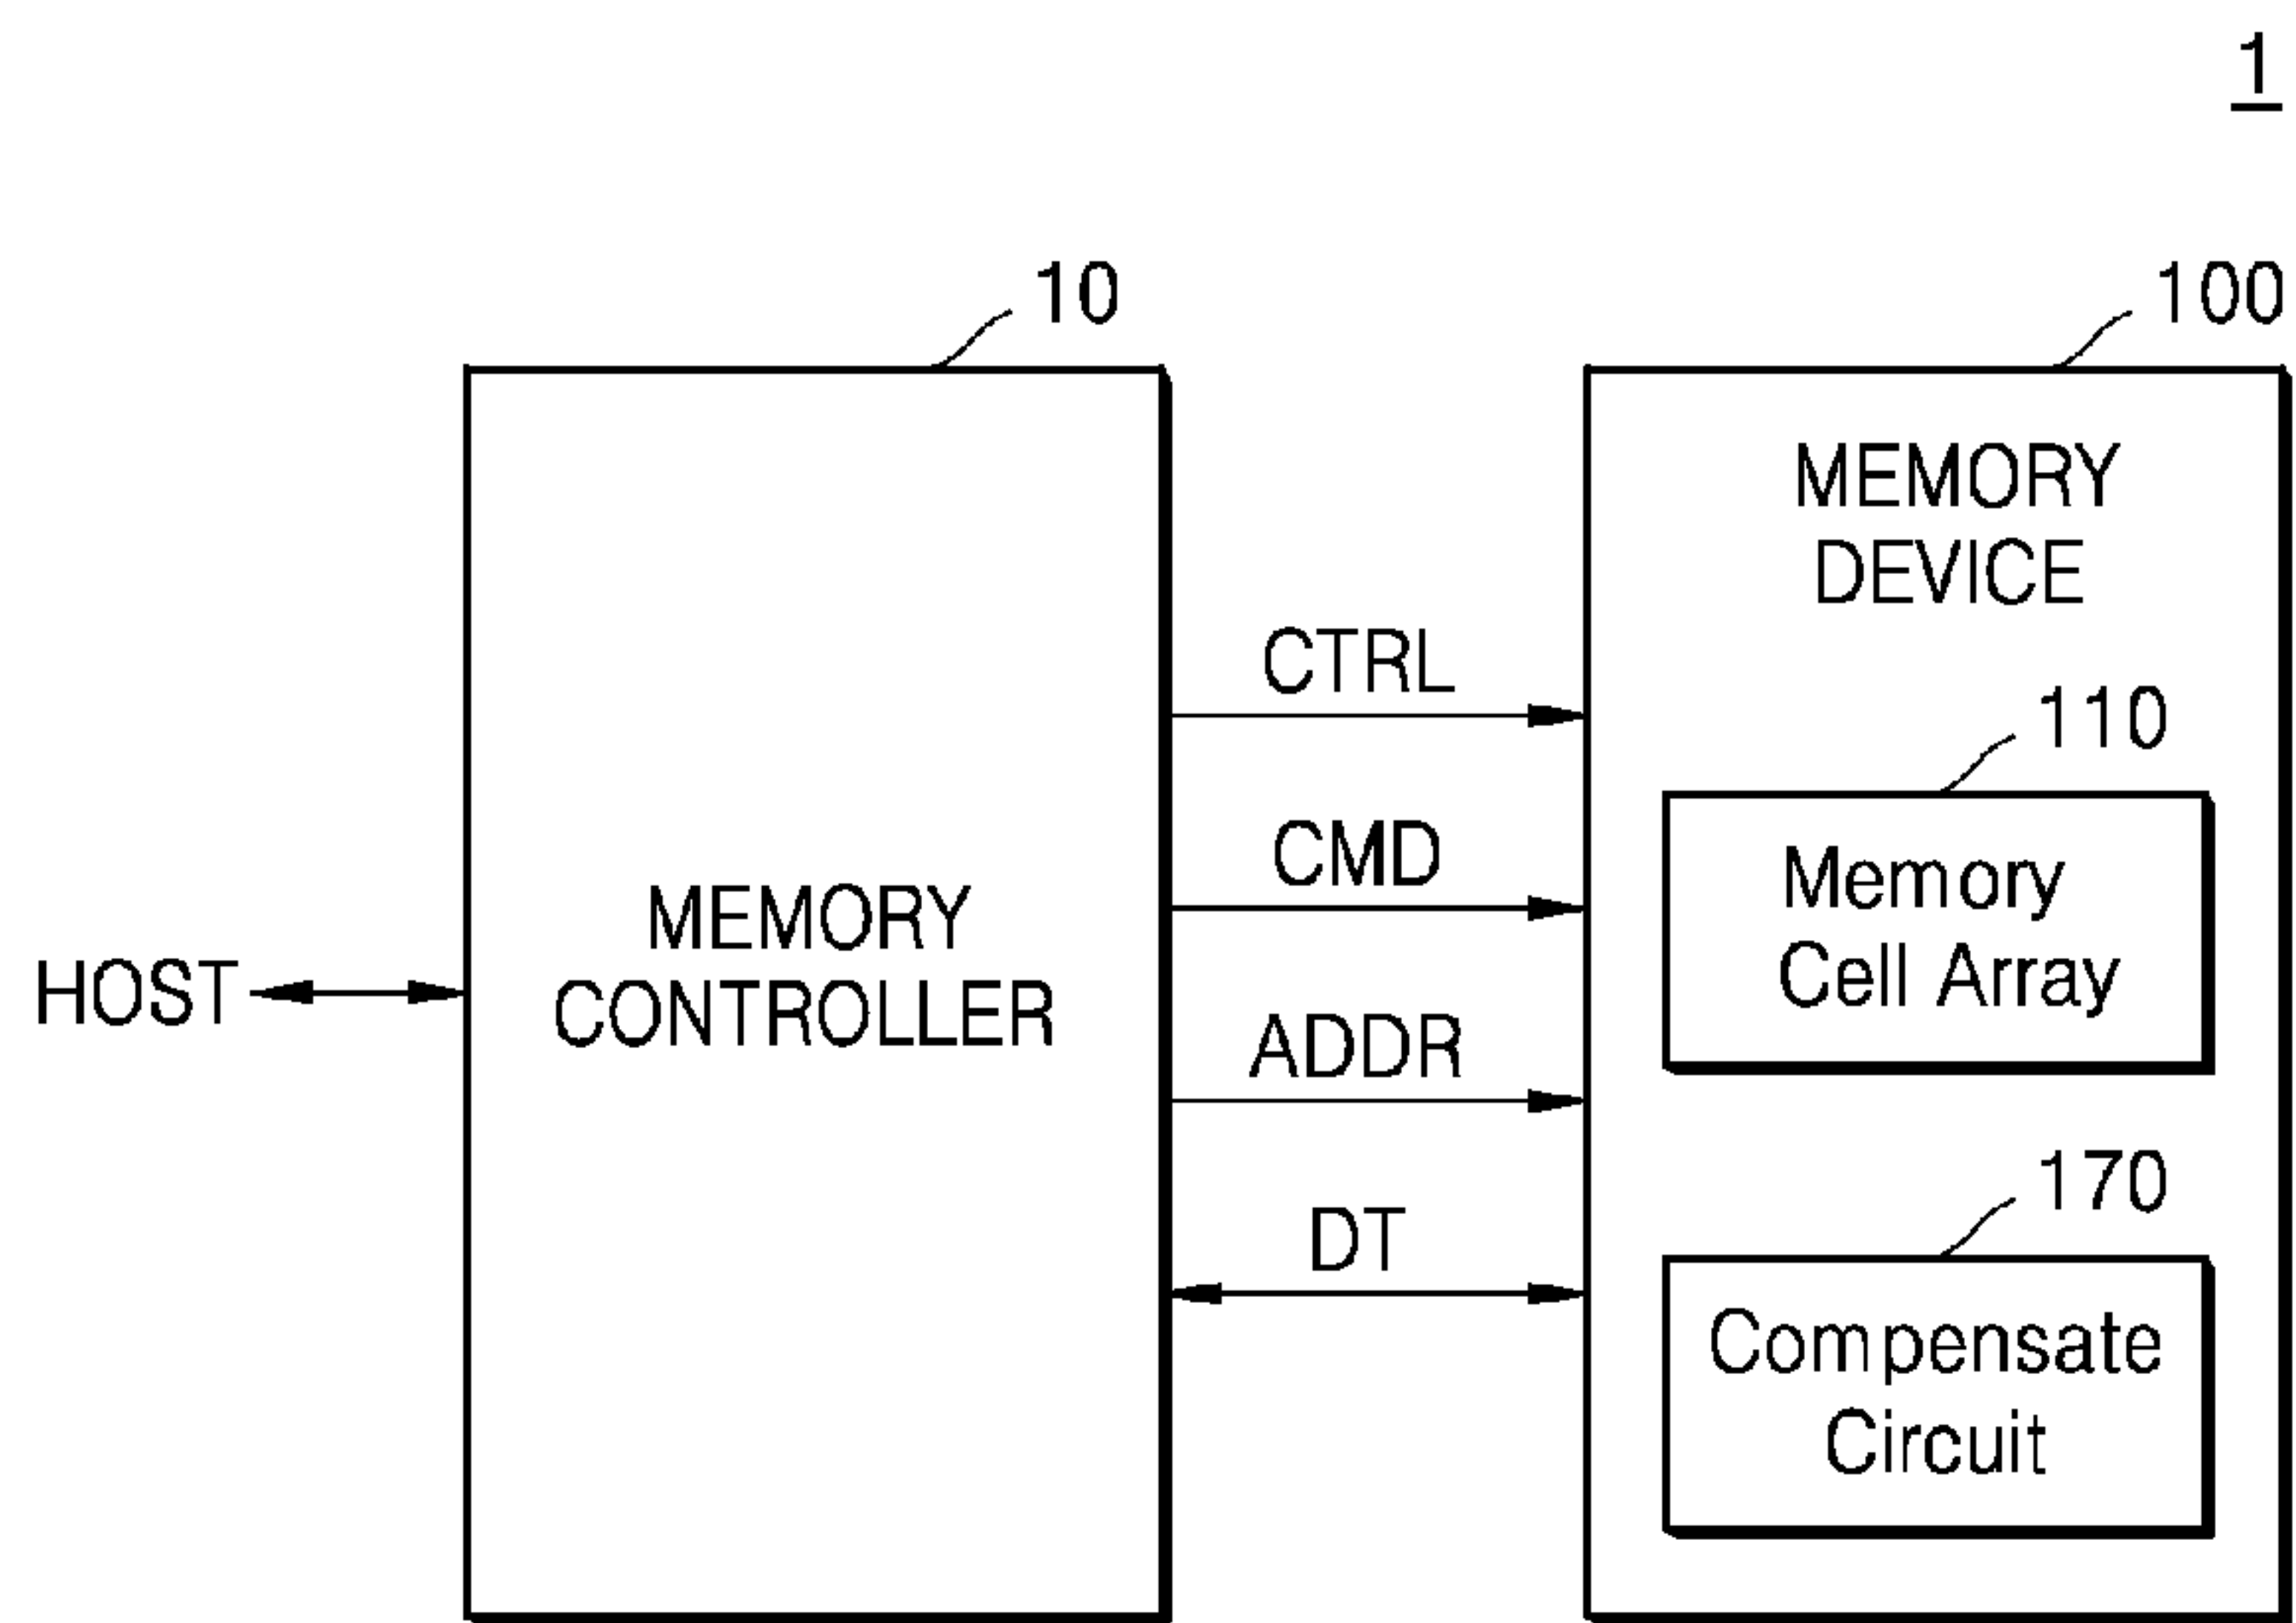 1
10
100
MEMORY
DEVICE
CTRL
110
CMD
Memory
Cell Array
MEMORY
CONTROLLER
HOST
ADDR
170
DT
Compensate
Circuit